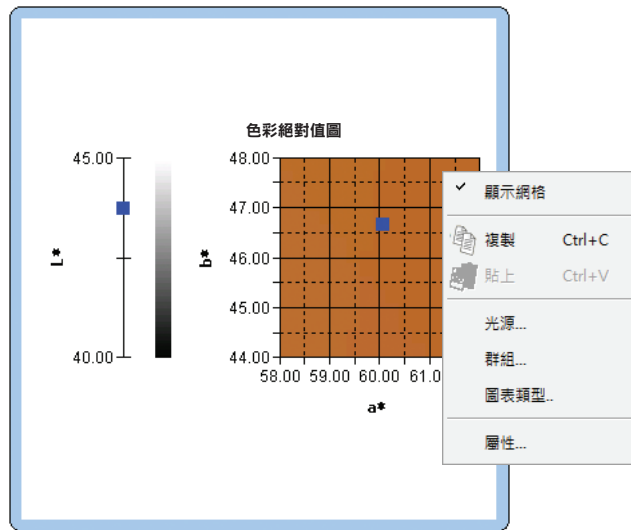 色彩絕對值圖
45.00
40.00
L*
48.00
47.00
46.00
45.00
44.00
b*
58.00 59.00 60.00 61.0
a*
顯示網格
複製 Ctrl+C
貼上 Ctrl+V
光源...
群組...
圖表類型..
屬性...